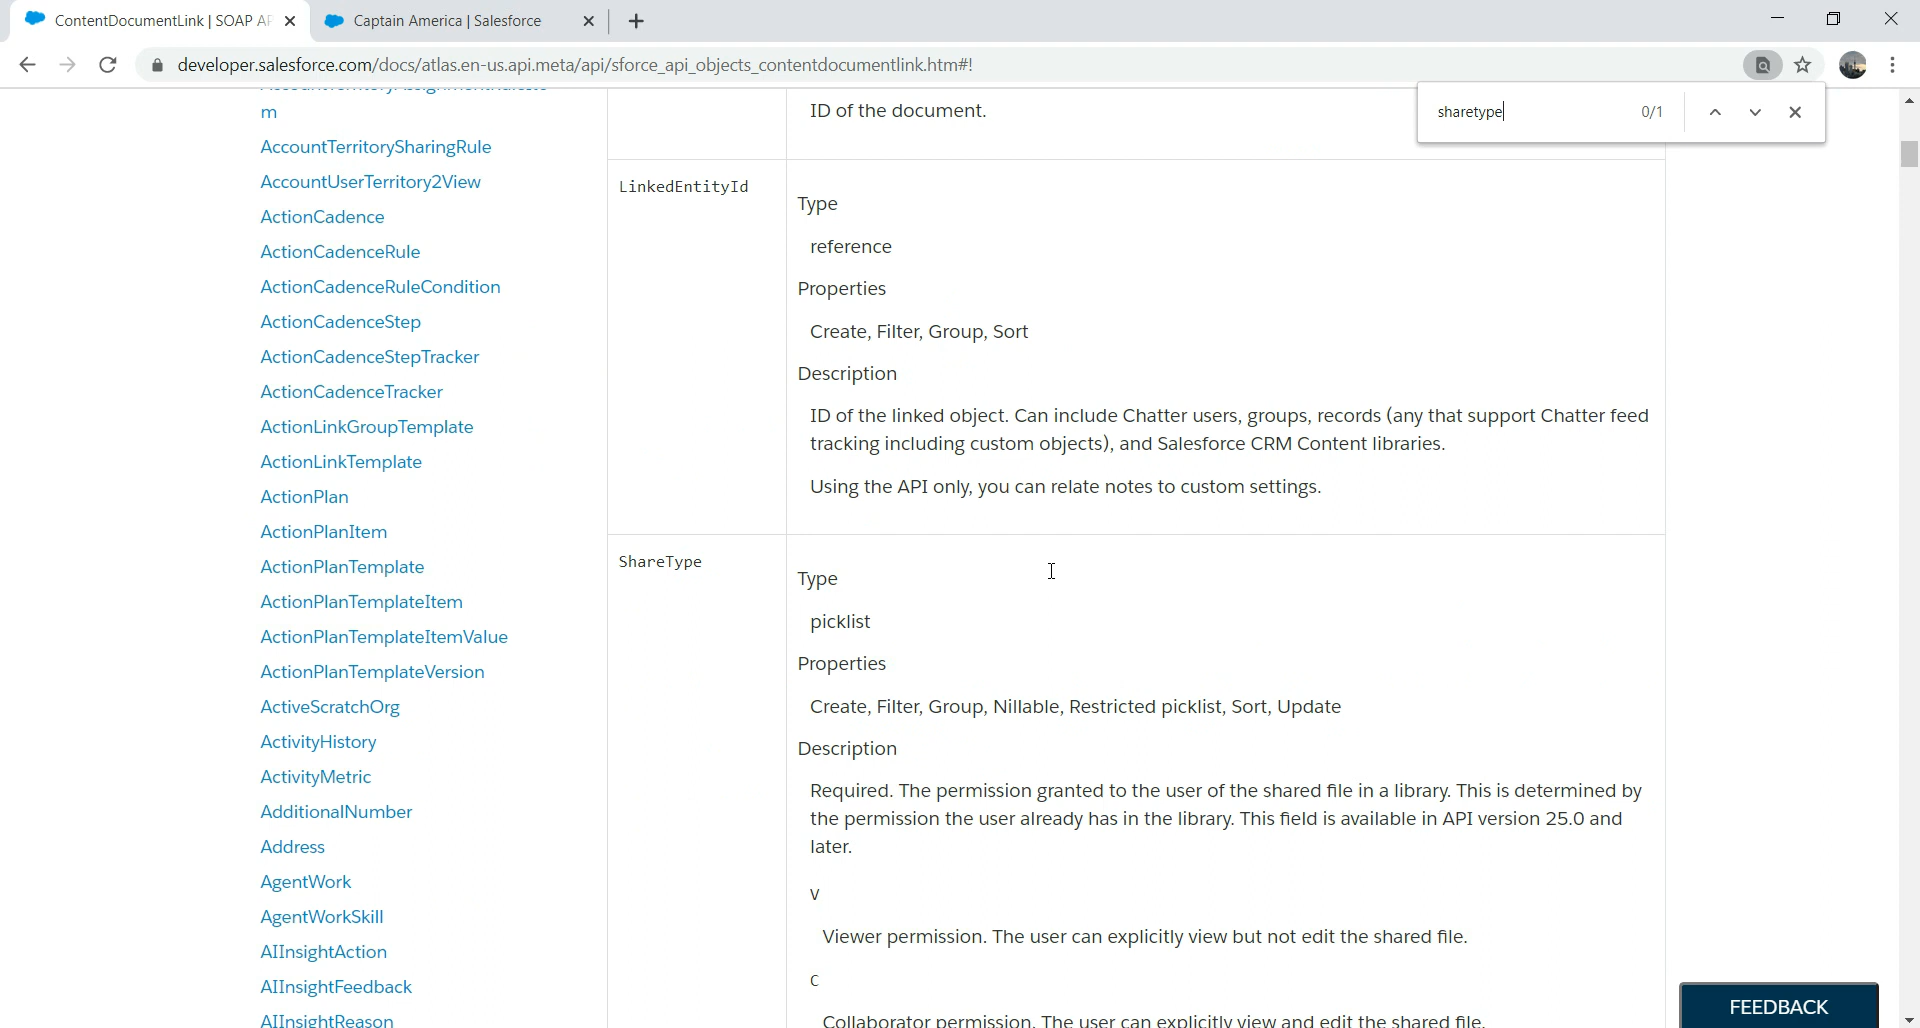 ContentDocumentLink | SOAP AP
Captain America | Salesforce
developer.salesforce.com/docs/atlas.en-us.api.meta/api/sforce_api_objects_contentdocumentlink.htm#!
sharetype
0/1
m
AccountTerritorySharingRule
AccountUserTerritory2View
ActionCadence
ActionCadenceRule
ActionCadenceRuleCondition
ActionCadenceStep
ActionCadenceStepTracker
ActionCadenceTracker
ActionLinkGroupTemplate
ActionLinkTemplate
ActionPlan
ActionPlanItem
ActionPlanTemplate
ActionPlanTemplateItem
ActionPlanTemplateItemValue
ActionPlanTemplateVersion
ActiveScratchOrg
ActivityHistory
ActivityMetric
AdditionalNumber
Address
AgentWork
AgentWorkSkill
AIInsightAction
AIInsightFeedback
AIInsightReason
ID of the document.
LinkedEntityId
Type
reference
Properties
Create, Filter, Group, Sort
Description
ID of the linked object. Can include Chatter users, groups, records (any that support Chatter feed
tracking including custom objects), and Salesforce CRM Content libraries.
Using the API only, you can relate notes to custom settings.
ShareType
Type
picklist
Properties
Create, Filter, Group, Nillable, Restricted picklist, Sort, Update
Description
Required. The permission granted to the user of the shared file in a library. This is determined by
the permission the user already has in the library. This field is available in API version 25.0 and
later.
V
Viewer permission. The user can explicitly view but not edit the shared file.
C
Collaborator permission. The user can explicitly view and edit the shared file.
FEEDBACK